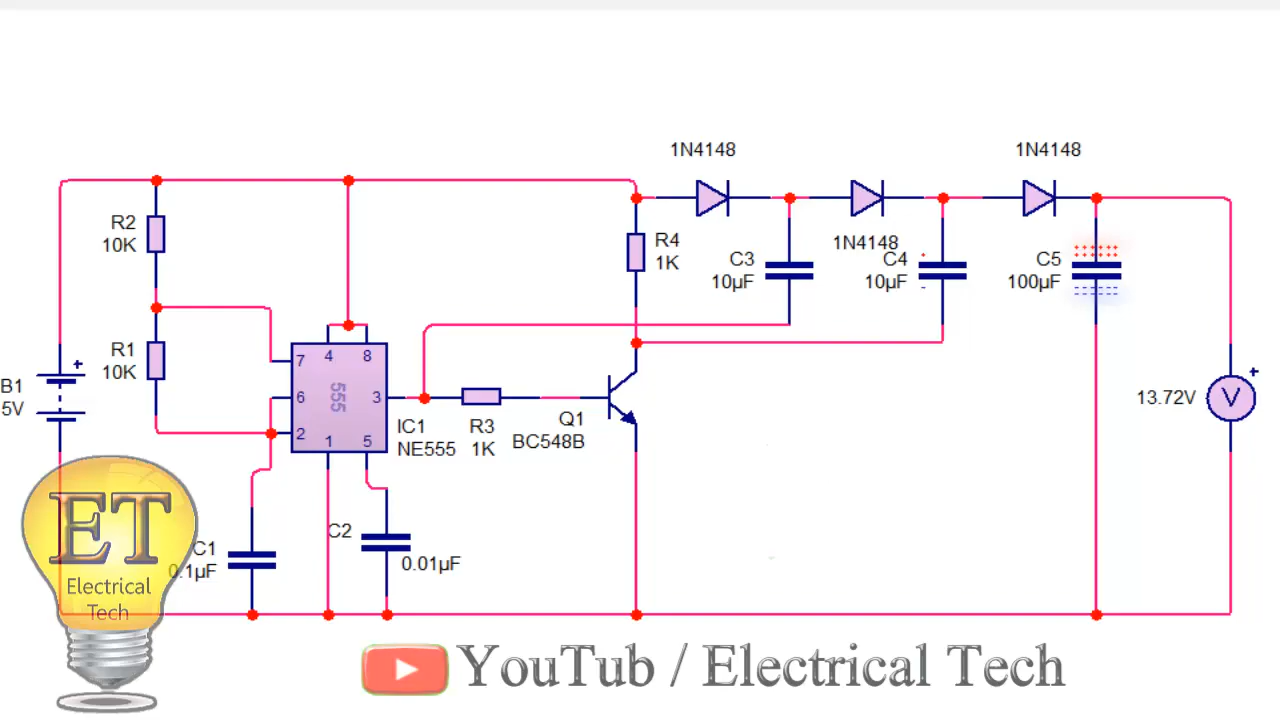 1N4148
1N4148
R2
10K
R4
1K
1N4148
C3
10µF
C4
10µF
C5
100µF
R1
10K
B1
5V
7
4
8
6
3
2
1
5
555
IC1
NE555
R3
1K
Q1
BC548B
13.72V
V
C1
0.1µF
C2
0.01µF
ET
Electrical
Tech
YouTub / Electrical Tech